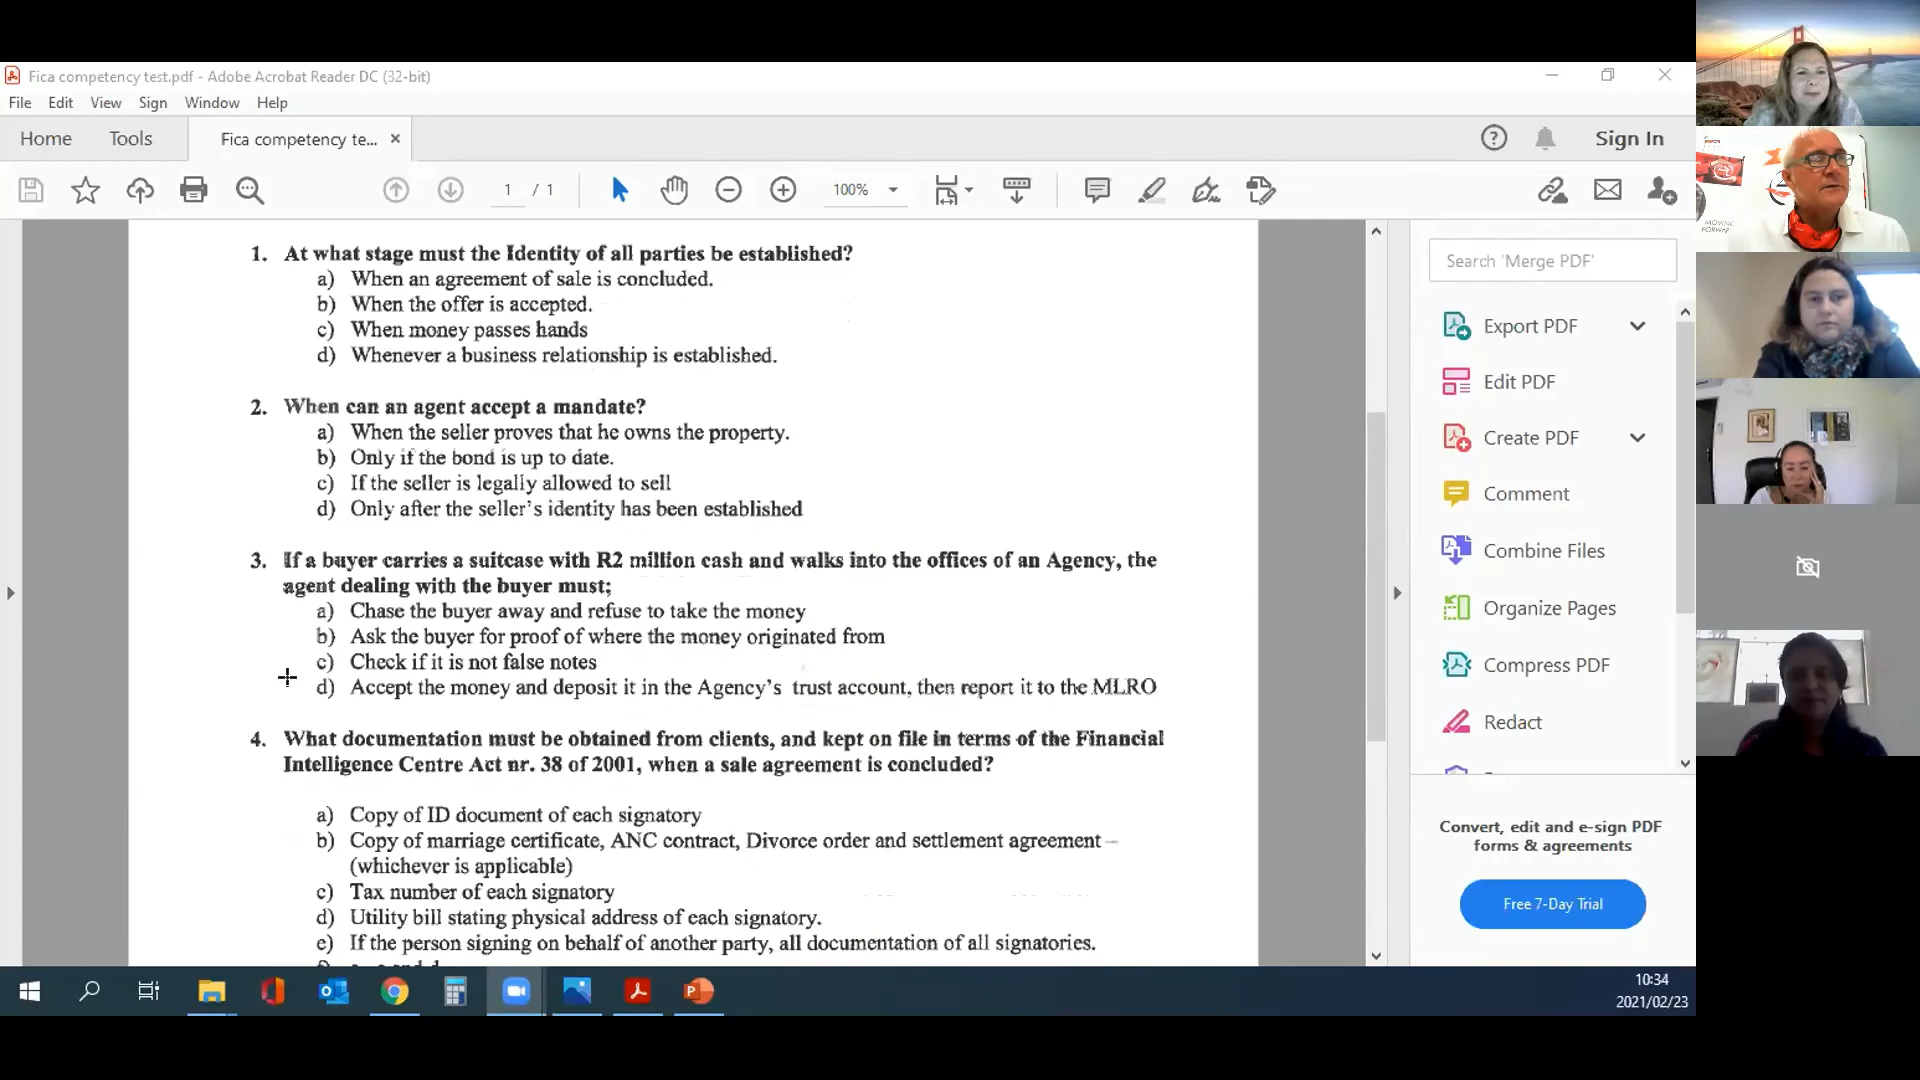 Fica competency test.pdf - Adobe Acrobat Reader DC (32-bit)
File Edit View Sign Window Help
Home Tools Fica competency te... ×
Sign In
1 / 1 100%
1. At what stage must the Identity of all parties be established?
a) When an agreement of sale is concluded.
b) When the offer is accepted.
c) When money passes hands
d) Whenever a business relationship is established.
2. When can an agent accept a mandate?
a) When the seller proves that he owns the property.
b) Only if the bond is up to date.
c) If the seller is legally allowed to sell
d) Only after the seller's identity has been established
3. If a buyer carries a suitcase with R2 million cash and walks into the offices of an Agency, the
agent dealing with the buyer must;
a) Chase the buyer away and refuse to take the money
b) Ask the buyer for proof of where the money originated from
c) Check if it is not false notes
d) Accept the money and deposit it in the Agency's trust account, then report it to the MLRO
4. What documentation must be obtained from clients, and kept on file in terms of the Financial
Intelligence Centre Act nr. 38 of 2001, when a sale agreement is concluded?
a) Copy of ID document of each signatory
b) Copy of marriage certificate, ANC contract, Divorce order and settlement agreement –
(whichever is applicable)
c) Tax number of each signatory
d) Utility bill stating physical address of each signatory.
e) If the person signing on behalf of another party, all documentation of all signatories.
Search 'Merge PDF'
Export PDF
Edit PDF
Create PDF
Comment
Combine Files
Organize Pages
Compress PDF
Redact
Convert, edit and e-sign PDF
forms & agreements
Free 7-Day Trial
MOVING
FORWARD
10:34
2021/02/23